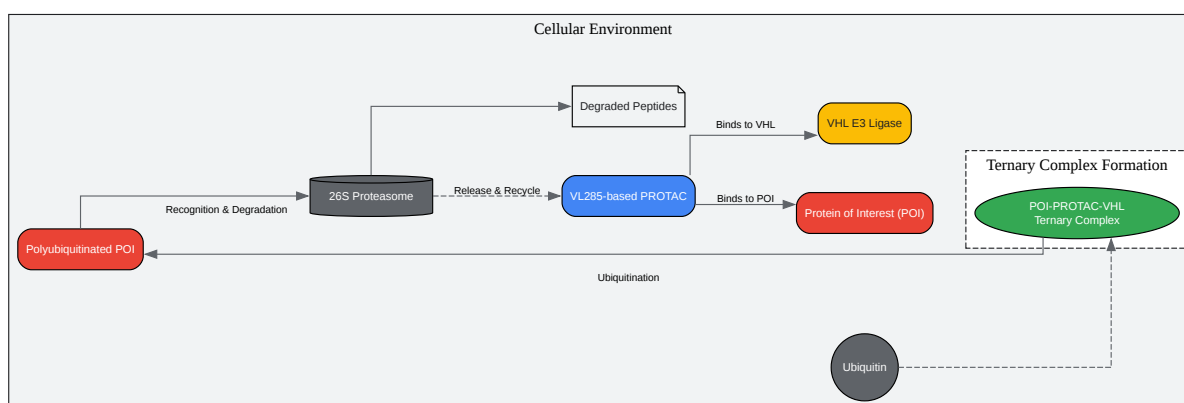 Cellular Environment
Degraded Peptides
Binds to VHL
VHL E3 Ligase
Ternary Complex Formation
26S Proteasome
Release & Recycle
VL285-based PROTAC
Binds to POI
Protein of Interest (POI)
POI-PROTAC-VHL
Ternary Complex
Recognition & Degradation
Polyubiquitinated POI
Ubiquitination
Ubiquitin